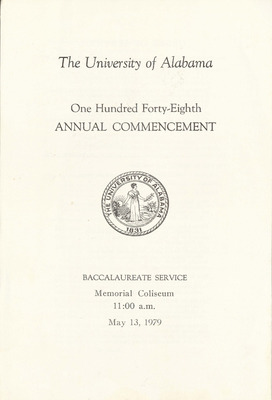 The University of Alabama
One Hundred Forty-Eighth
ANNUAL COMMENCEMENT
THE UNIVERSITY OF ALABAMA
1831
BACCALAUREATE SERVICE
Memorial Coliseum
11:00 a.m.
May 13, 1979